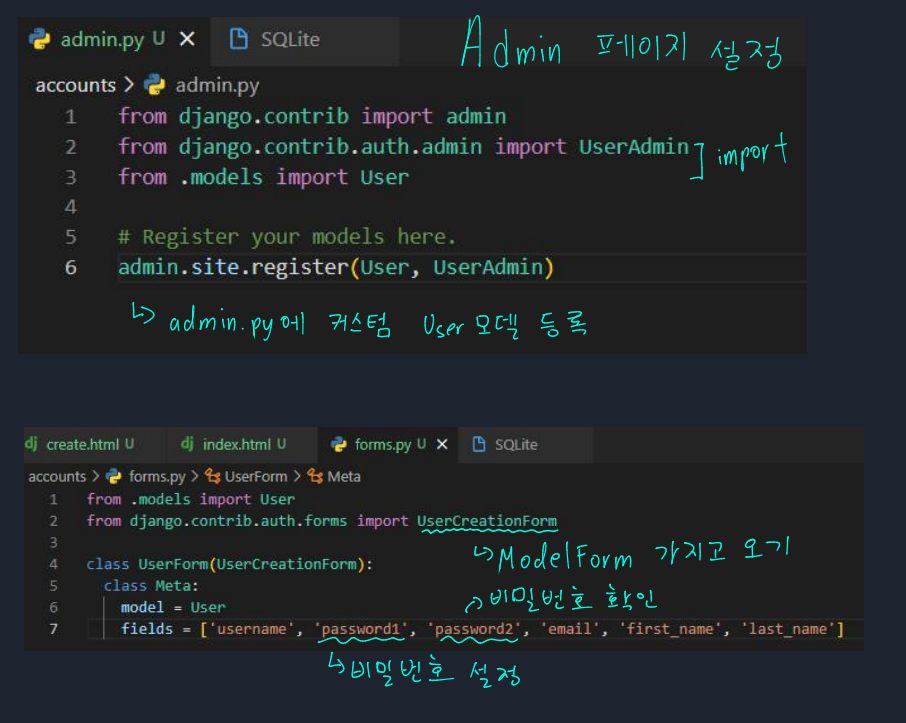 admin.py U X SQLite
Admin 페이지 설정
accounts > admin.py
1 from django.contrib import admin
2 from django.contrib.auth.admin import UserAdmin
] import
3 from .models import User
4
5 # Register your models here.
6 admin.site.register(User, UserAdmin)
↳ admin.py에 커스텀 User모델 등록
dj create.html U dj index.html U forms.py U X SQLite
accounts > forms.py > UserForm > Meta
1 from .models import User
2 from django.contrib.auth.forms import UserCreationForm
3
↳ ModelForm 가지고 오기
4 class UserForm(UserCreationForm):
5 class Meta:
6 model = User
비밀번호 확인
7 fields = ['username', 'password1', 'password2', 'email', 'first_name', 'last_name']
↳ 비밀번호 설정